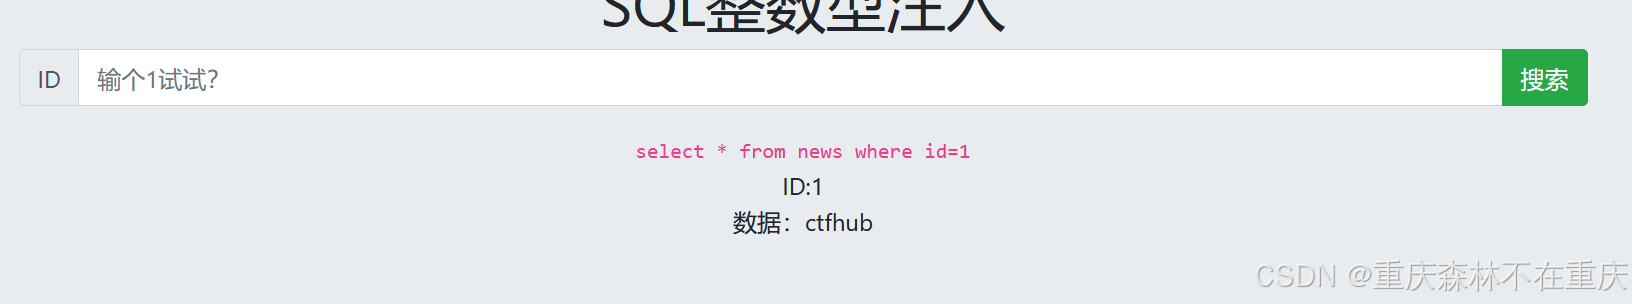 SQL整数型注入
ID 输个1试试? 搜索
select * from news where id=1
ID:1
数据：ctfhub
CSDN @重庆森林不在重庆